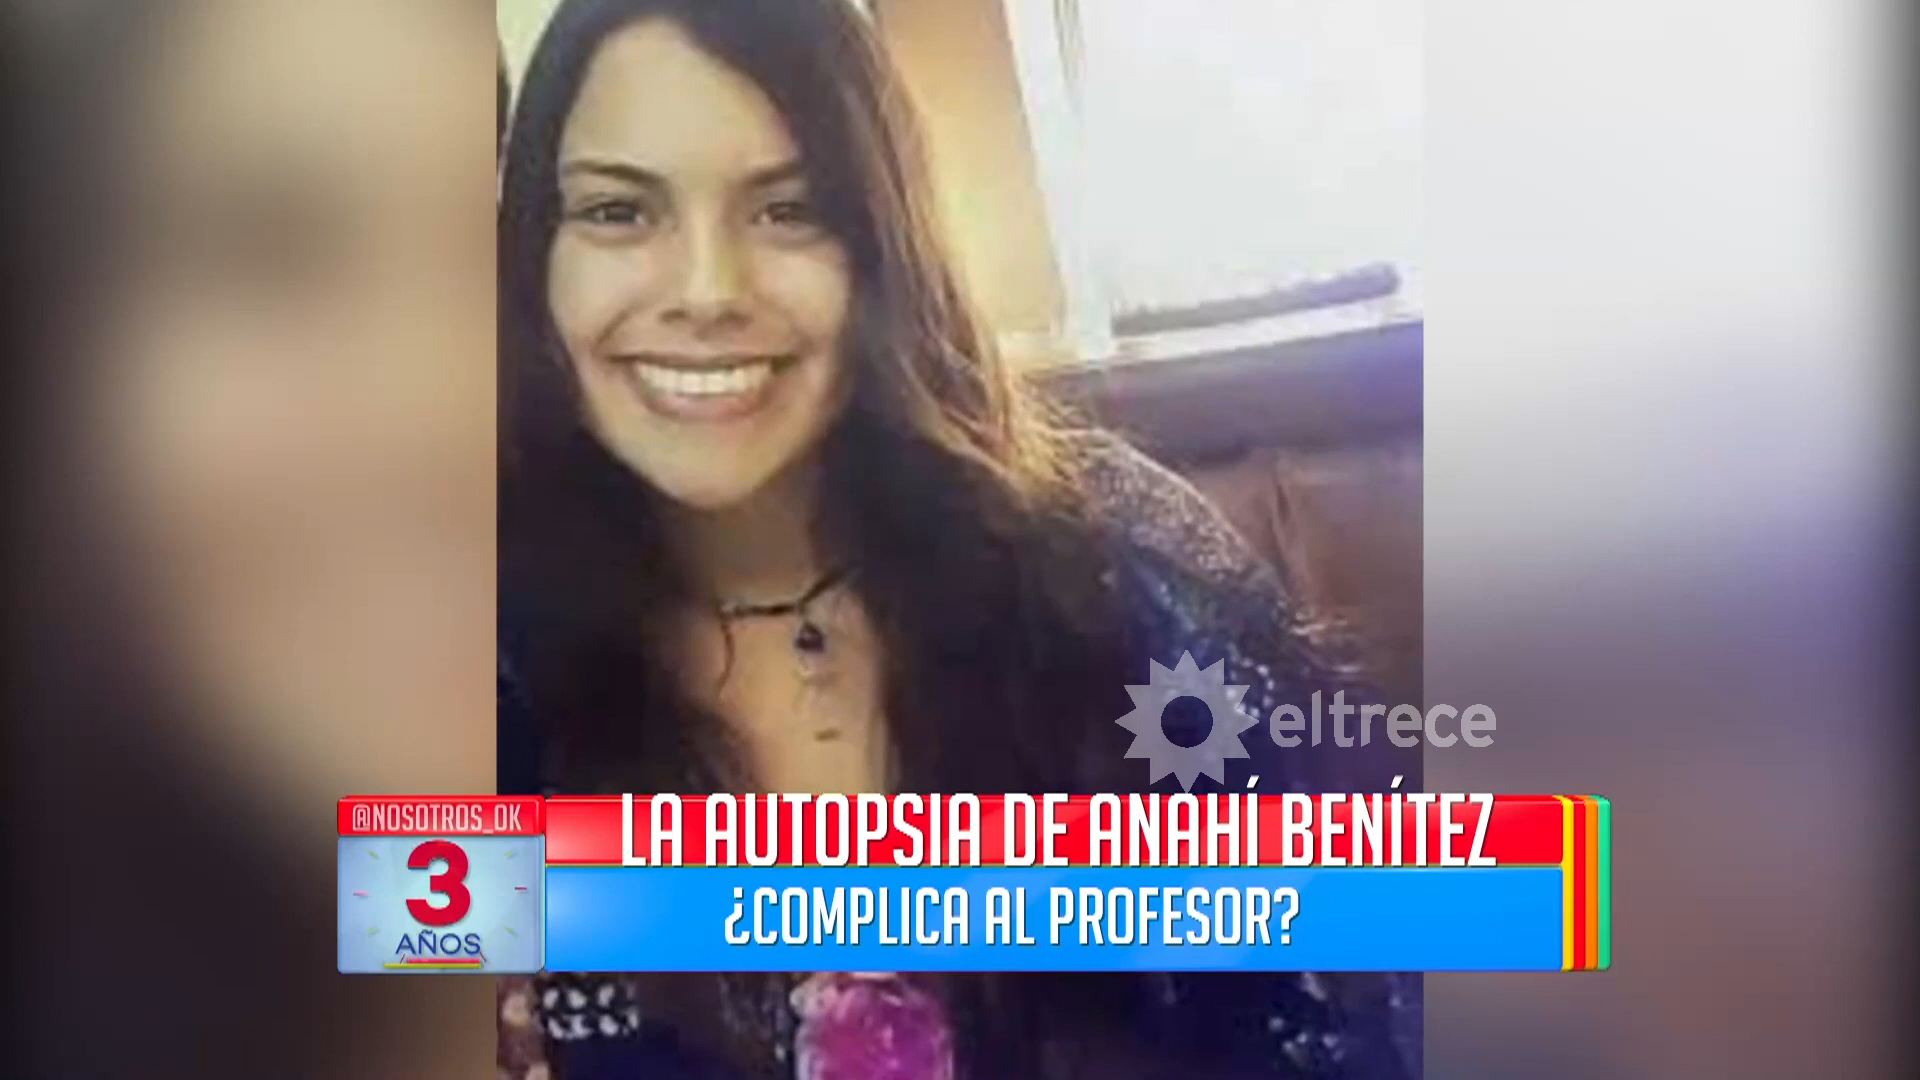 eltrece
@NOSOTROS_OK
LA AUTOPSIA DE ANAHÍ BENÍTEZ
3
AÑOS
¿COMPLICA AL PROFESOR?